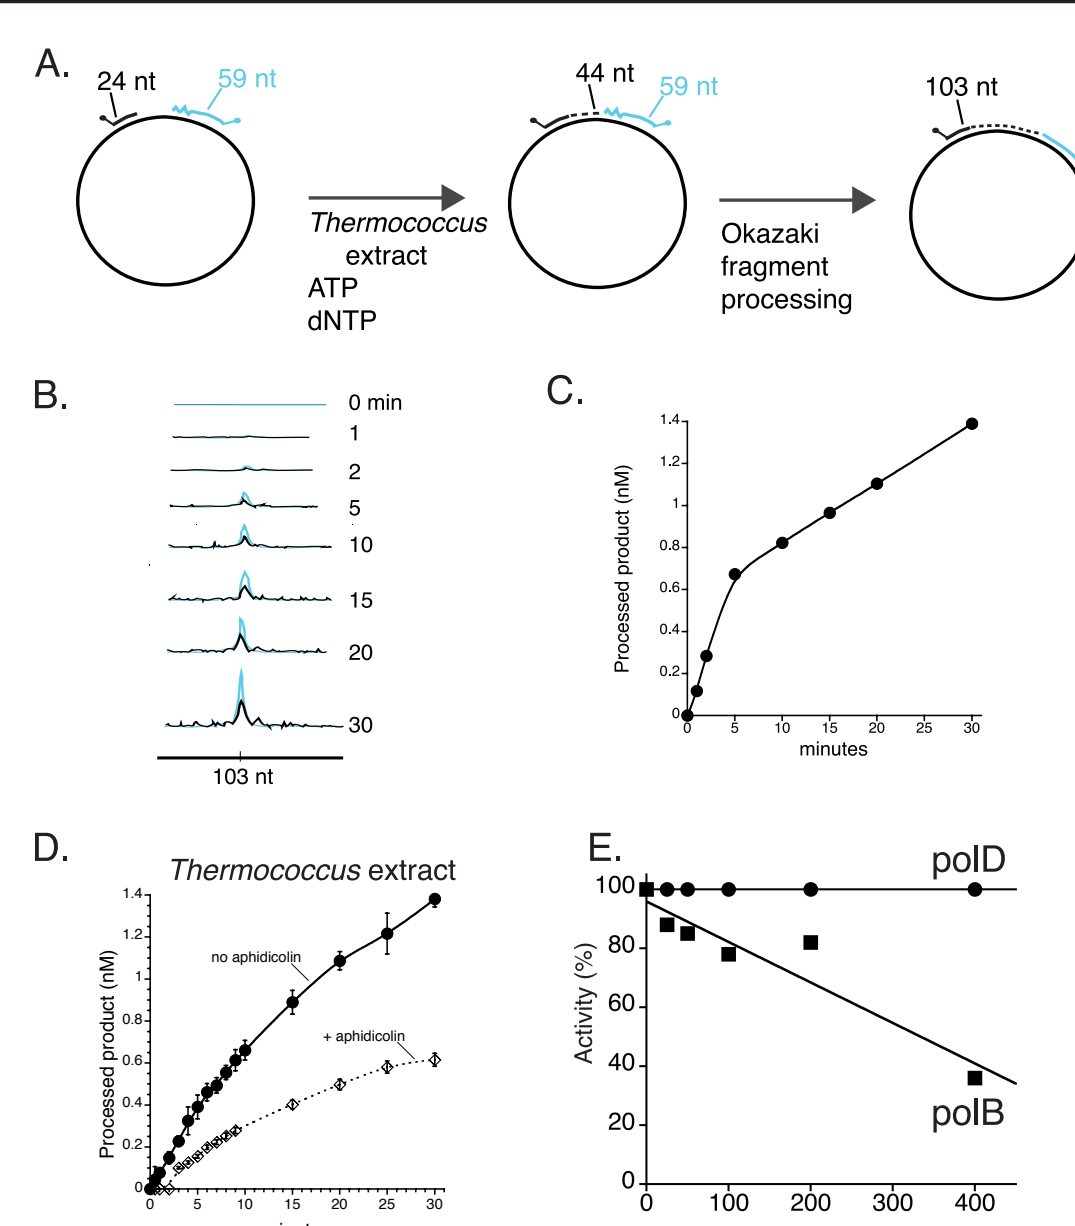 A.
24 nt
59 nt
44 nt
59 nt
103 nt
Thermococcus
extract
ATP
dNTP
Okazaki
fragment
processing
B.
0 min
1
2
5
10
15
20
30
103 nt
C.
Processed product (nM)
1.4
1.2
1
0.8
0.6
0.4
0.2
0
0 5 10 15 20 25 30
minutes
D.
Thermococcus extract
Processed product (nM)
1.4
1.2
1
0.8
0.6
0.4
0.2
0
no aphidicolin
+ aphidicolin
0 5 10 15 20 25 30
E.
polD
Activity (%)
100
80
60
40
20
0
polB
0 100 200 300 400